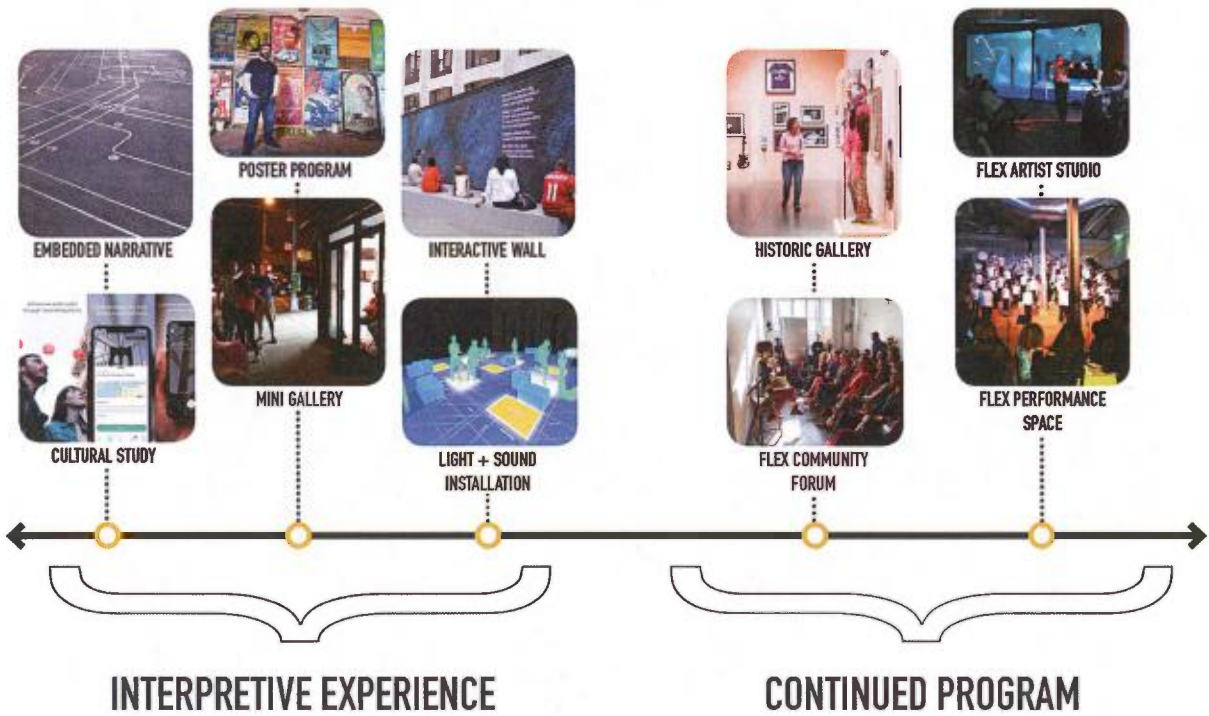 POSTER PROGRAM
FLEX ARTIST STUDIO
EMBEDDED NARRATIVE
INTERACTIVE WALL
HISTORIC GALLERY
MINI GALLERY
FLEX PERFORMANCE
SPACE
CULTURAL STUDY
LIGHT + SOUND
INSTALLATION
FLEX COMMUNITY
FORUM
11
INTERPRETIVE EXPERIENCE
CONTINUED PROGRAM